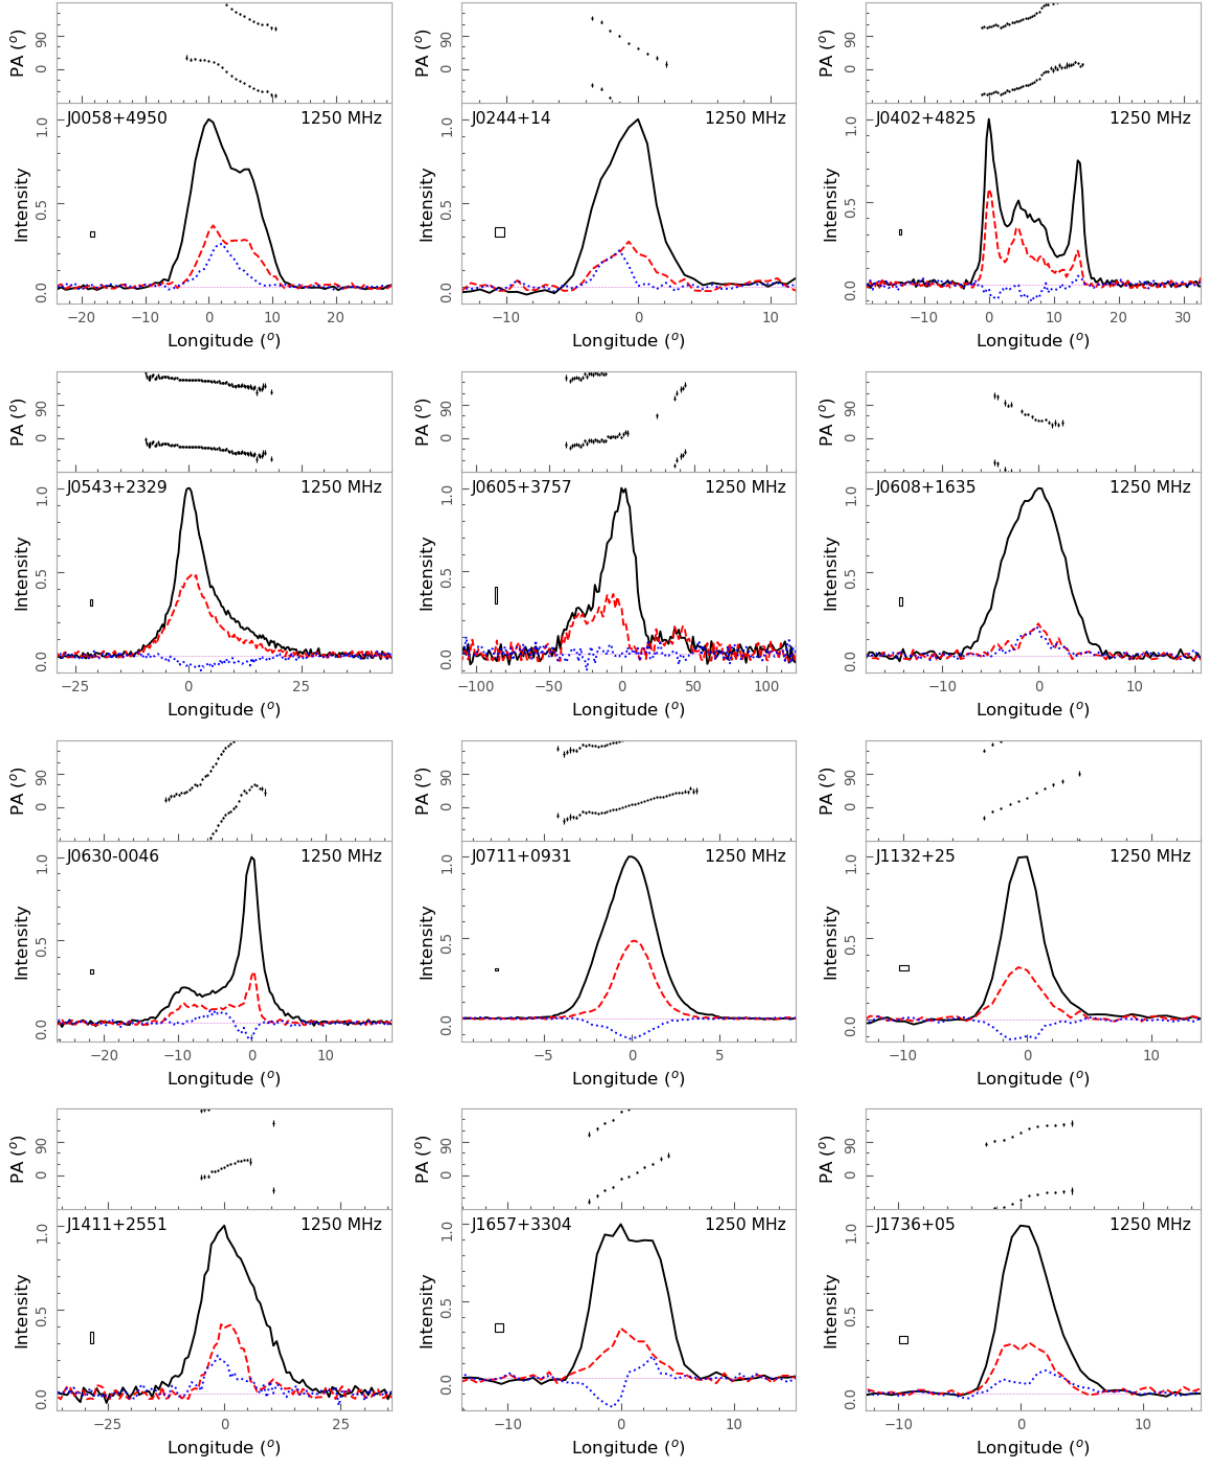 PA (o) 90 0
PA (o) 90 0
PA (o) 90 0
J0058+4950 1250 MHz
J0244+14 1250 MHz
J0402+4825 1250 MHz
Intensity 1.0 0.5 0.0
Intensity 1.0 0.5 0.0
Intensity 1.0 0.5 0.0
−20 −10 0 10 20
−10 0 10
−10 0 10 20 30
Longitude (o)
Longitude (o)
Longitude (o)
PA (o) 90 0
PA (o) 90 0
PA (o) 90 0
J0543+2329 1250 MHz
J0605+3757 1250 MHz
J0608+1635 1250 MHz
Intensity 1.0 0.5 0.0
Intensity 1.0 0.5 0.0
Intensity 1.0 0.5 0.0
−25 0 25
−100 −50 0 50 100
−10 0 10
Longitude (o)
Longitude (o)
Longitude (o)
PA (o) 90 0
PA (o) 90 0
PA (o) 90 0
J0630-0046 1250 MHz
J0711+0931 1250 MHz
J1132+25 1250 MHz
Intensity 1.0 0.5 0.0
Intensity 1.0 0.5 0.0
Intensity 1.0 0.5 0.0
−20 −10 0 10
−5 0 5
−10 0 10
Longitude (o)
Longitude (o)
Longitude (o)
PA (o) 90 0
PA (o) 90 0
PA (o) 90 0
J1411+2551 1250 MHz
J1657+3304 1250 MHz
J1736+05 1250 MHz
Intensity 1.0 0.5 0.0
Intensity 1.0 0.5 0.0
Intensity 1.0 0.5 0.0
−25 0 25
−10 0 10
−10 0 10
Longitude (o)
Longitude (o)
Longitude (o)